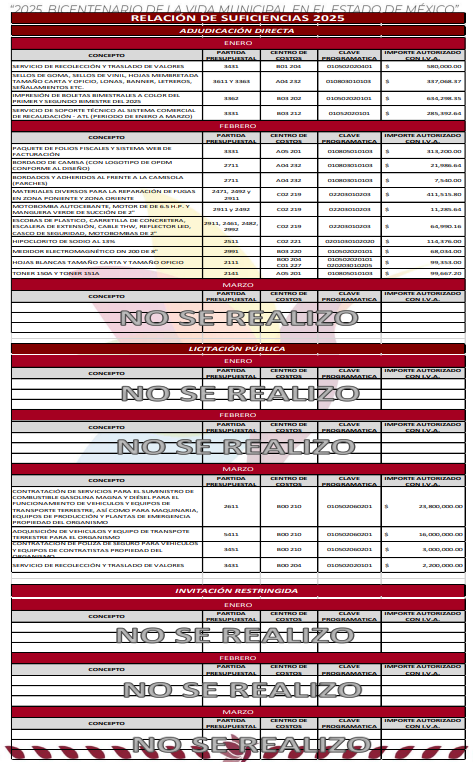 "2025. BICENTENARIO DE LA VIDA MUNICIPAL EN EL ESTADO DE MÉXICO"
RELACIÓN DE SUFICIENCIAS 2025
ADJUDICACIÓN DIRECTA
ENERO
CONCEPTO PARTIDA PRESUPUESTAL CENTRO DE COSTOS CLAVE PROGRAMATICA IMPORTE AUTORIZADO CON I.V.A.
SERVICIO DE RECOLECCIÓN Y TRASLADO DE VALORES 3431 B01 204 010502020401 $ 580,000.00
SELLOS DE GOMA, SELLOS DE VINIL, HOJAS MEMBRETADA
TAMAÑO CARTA Y OFICIO, LONAS, BANNER, LETREROS,
SEÑALAMIENTOS ETC. 3611 Y 3363 A04 232 010803010103 $ 337,068.37
IMPRESIÓN DE BOLETAS BIMESTRALES A COLOR DEL
PRIMER Y SEGUNDO BIMESTRE DEL 2025 3362 B03 202 010502020101 $ 634,298.35
SERVICIO DE SOPORTE TÉCNICO AL SISTEMA COMERCIAL
DE RECAUDACIÓN - ATL (PERIODO DE ENERO A MARZO) 3331 B03 212 01052020101 $ 285,392.64
FEBRERO
CONCEPTO PARTIDA PRESUPUESTAL CENTRO DE COSTOS CLAVE PROGRAMATICA IMPORTE AUTORIZADO CON I.V.A.
PAQUETE DE FOLIOS FISCALES Y SISTEMA WEB DE
FACTURACIÓN 3331 A05 201 01080501O103 $ 313,200.00
BORDADO DE CAMISA (CON LOGOTIPO DE OPDM
CONFORME AL DISEÑO) 2711 A04 232 010803010103 $ 21,986.64
BORDADOS Y ADHERIDOS AL FRENTE A LA CAMISOLA
(PARCHES) 2711 A04 232 010803010103 $ 7,540.00
MATERIALES DIVERSOS PARA LA REPARACIÓN DE FUGAS
EN ZONA PONIENTE Y ZONA ORIENTE 2471, 2492 y 2911 C02 219 02203010203 $ 411,515.80
MOTOBOMBA AUTOCEBANTE, MOTOR DE DE 6.5 H.P. Y
MANGUERA VERDE DE SUCCIÓN DE 2" 2911 y 2492 C02 219 02203010203 $ 11,285.64
ESCOBAS DE PLASTICO, CARRETILLA DE CONCRETERA,
ESCALERA DE EXTENSIÓN, CABLE THW, REFLECTOR LED,
CASCO DE SEGURIDAD, MOTOBOMBAS DE 2" 2911, 2461, 2482, 2992 C02 219 02203010203 $ 64,990.16
HIPOCLORITO DE SODIO AL 13% 2511 C02 221 0201030102020 $ 114,376.00
MEDIDOR ELECTROMAGNÉTICO DN 200 DE 8" 2991 B03 220 010502020101 $ 68,034.00
HOJAS BLANCAS TAMAÑO CARTA Y TAMAÑO OFICIO 2111 B00 204 C01 227 010502020101 020203010205 $ 99,353.00
TONER 150A Y TONER 151A 2141 A05 201 01080501O103 $ 99,667.20
MARZO
CONCEPTO PARTIDA PRESUPUESTAL CENTRO DE COSTOS CLAVE PROGRAMATICA IMPORTE AUTORIZADO CON I.V.A.
NO SE REALIZO
LICITACIÓN PÚBLICA
ENERO
CONCEPTO PARTIDA PRESUPUESTAL CENTRO DE COSTOS CLAVE PROGRAMATICA IMPORTE AUTORIZADO CON I.V.A.
NO SE REALIZO
FEBRERO
CONCEPTO PARTIDA PRESUPUESTAL CENTRO DE COSTOS CLAVE PROGRAMATICA IMPORTE AUTORIZADO CON I.V.A.
NO SE REALIZO
MARZO
CONCEPTO PARTIDA PRESUPUESTAL CENTRO DE COSTOS CLAVE PROGRAMATICA IMPORTE AUTORIZADO CON I.V.A.
CONTRATACIÓN DE SERVICIOS PARA EL SUMINISTRO DE
COMBUSTIBLE GASOLINA MAGNA Y DIÉSEL PARA EL
FUNCIONAMIENTO DE VEHICULOS Y EQUIPOS DE
TRANSPORTE TERRESTRE, ASÍ COMO PARA MAQUINARIA,
EQUIPOS DE PRODUCCIÓN Y PLANTAS DE EMERGENCIA
PROPIEDAD DEL ORGANISMO 2611 B00 210 010502060201 $ 23,800,000.00
ADQUISICIÓN DE VEHICULOS Y EQUIPO DE TRANSPOTE
TERRESTRE PARA EL ORGANISMO 5411 B00 210 010502060201 $ 16,000,000.00
CONTRATACIÓN DE POLIZA DE SEGURO PARA VEHICULOS
Y EQUIPOS DE CONTRATISTAS PROPIEDAD DEL
ORGANISMO 3451 B00 210 010502060201 $ 3,000,000.00
SERVICIO DE RECOLECCIÓN Y TRASLADO DE VALORES 3431 B00 204 010502020101 $ 2,200,000.00
INVITACIÓN RESTRINGIDA
ENERO
CONCEPTO PARTIDA PRESUPUESTAL CENTRO DE COSTOS CLAVE PROGRAMATICA IMPORTE AUTORIZADO CON I.V.A.
NO SE REALIZO
FEBRERO
CONCEPTO PARTIDA PRESUPUESTAL CENTRO DE COSTOS CLAVE PROGRAMATICA IMPORTE AUTORIZADO CON I.V.A.
NO SE REALIZO
MARZO
CONCEPTO PARTIDA PRESUPUESTAL CENTRO DE COSTOS CLAVE PROGRAMATICA IMPORTE AUTORIZADO CON I.V.A.
NO SE REALIZO